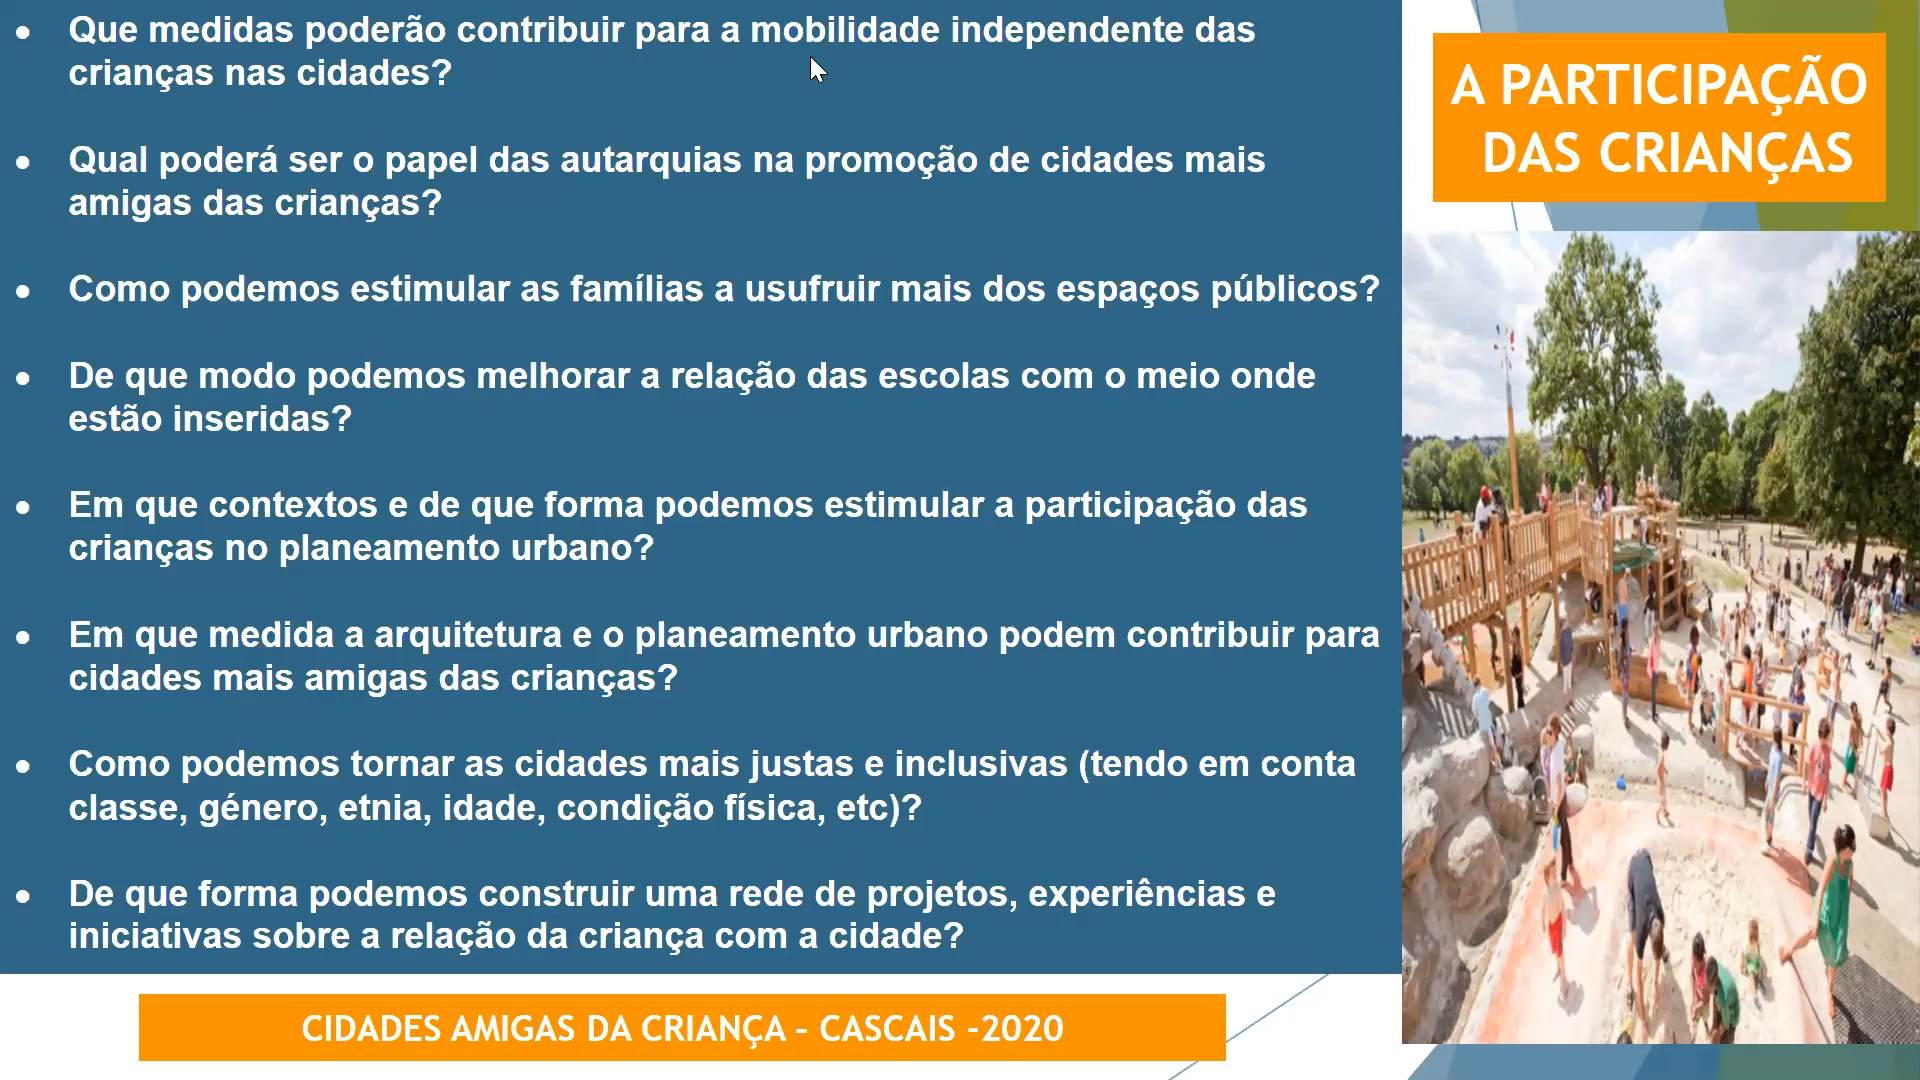 A PARTICIPAÇÃO
DAS CRIANÇAS
● Que medidas poderão contribuir para a mobilidade independente das
crianças nas cidades?
● Qual poderá ser o papel das autarquias na promoção de cidades mais
amigas das crianças?
● Como podemos estimular as famílias a usufruir mais dos espaços públicos?
● De que modo podemos melhorar a relação das escolas com o meio onde
estão inseridas?
● Em que contextos e de que forma podemos estimular a participação das
crianças no planeamento urbano?
● Em que medida a arquitetura e o planeamento urbano podem contribuir para
cidades mais amigas das crianças?
● Como podemos tornar as cidades mais justas e inclusivas (tendo em conta
classe, género, etnia, idade, condição física, etc)?
● De que forma podemos construir uma rede de projetos, experiências e
iniciativas sobre a relação da criança com a cidade?
CIDADES AMIGAS DA CRIANÇA - CASCAIS -2020